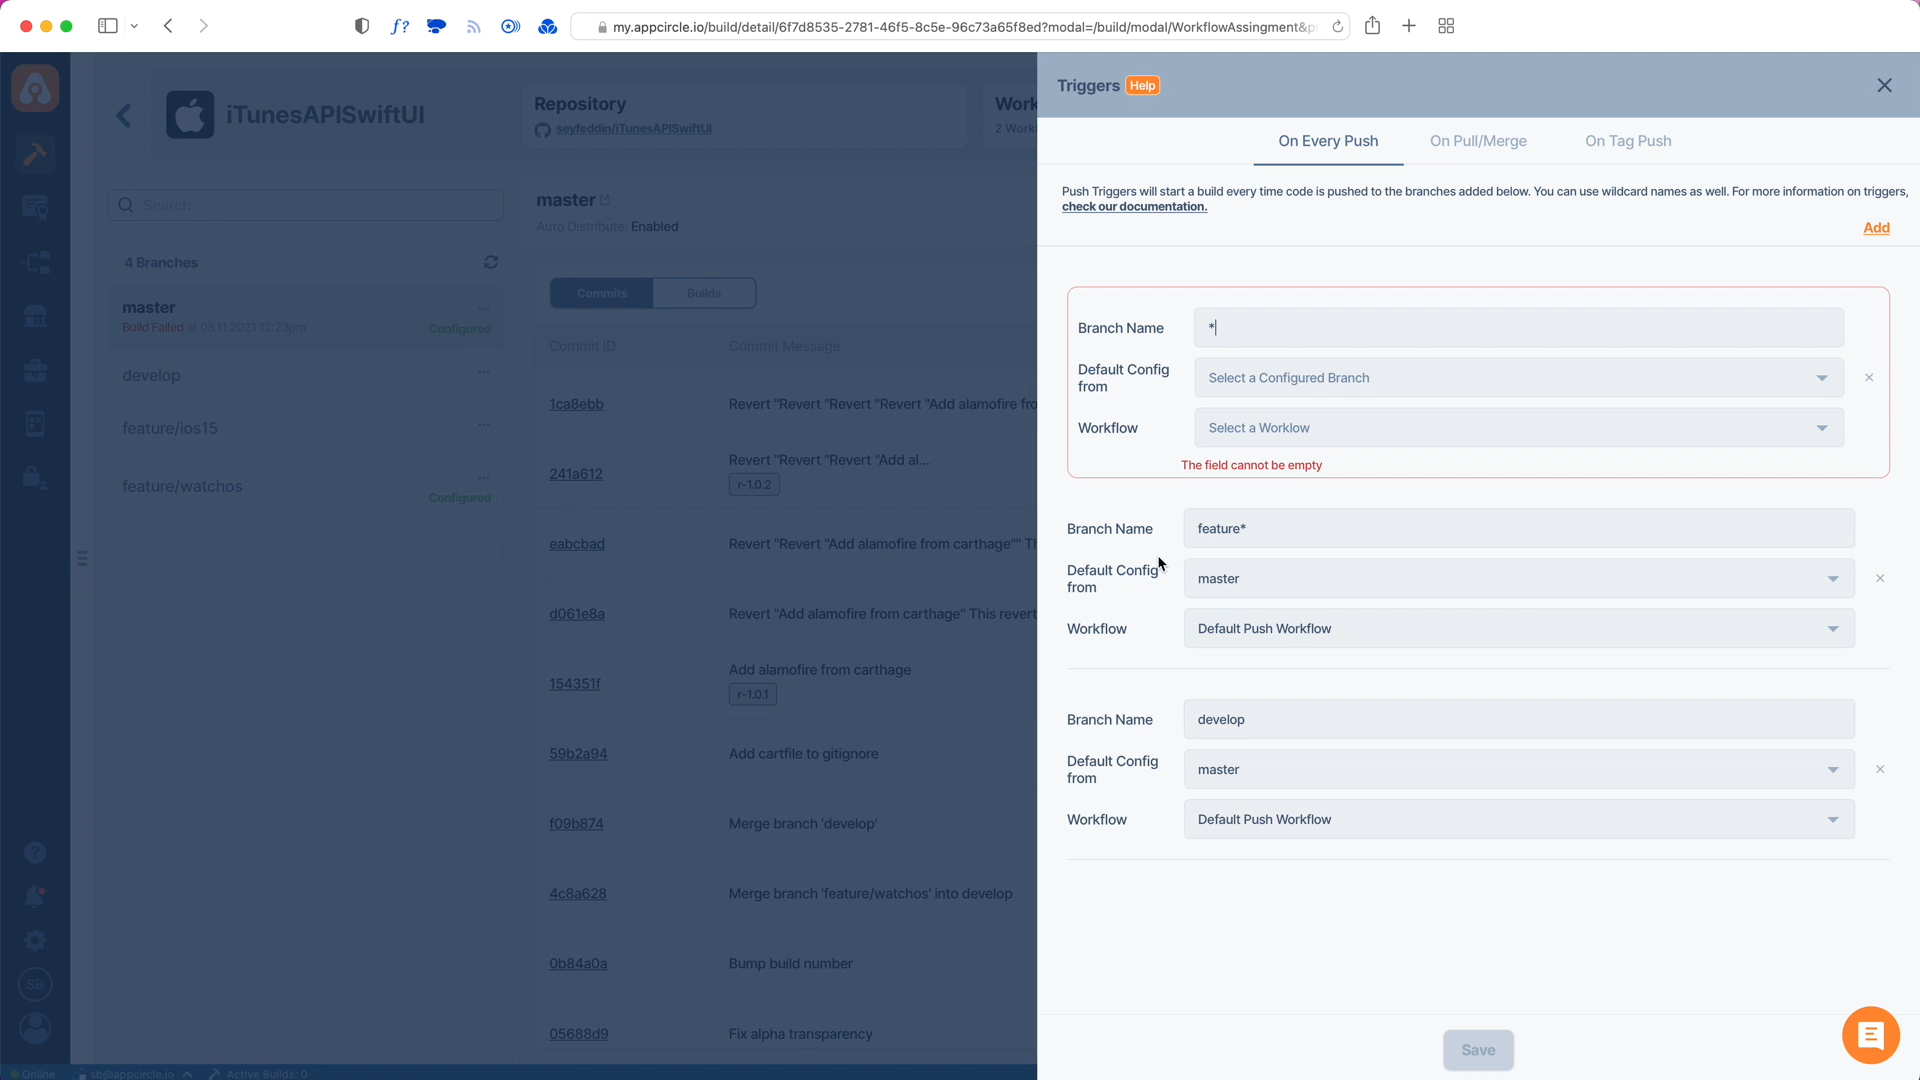 my.appcircle.io/build/detail/6f7d8535-2781-46f5-8c5e-96c73a65f8ed?modal=/build/modal/WorkflowAssingment&p
iTunesAPISwiftUI
Repository
seyfeddin/iTunesAPISwiftUI
Work
2 Work
Search
4 Branches
master
Build Failed at 08.11.2021 12:23pm
Configured
develop
feature/ios15
feature/watchos
Configured
master
Auto Distribute: Enabled
Commits
Builds
Commit ID
Commit Message
1ca8ebb
Revert "Revert "Revert "Revert "Add alamofire fro
241a612
Revert "Revert "Revert "Add al...
r-1.0.2
eabcbad
Revert "Revert "Add alamofire from carthage"" Th
d061e8a
Revert "Add alamofire from carthage" This revert
154351f
Add alamofire from carthage
r-1.0.1
59b2a94
Add cartfile to gitignore
f09b874
Merge branch 'develop'
4c8a628
Merge branch 'feature/watchos' into develop
0b84a0a
Bump build number
05688d9
Fix alpha transparency
SB
Online
sb@appcircle.io
Active Builds: 0
Triggers
Help
On Every Push
On Pull/Merge
On Tag Push
Push Triggers will start a build every time code is pushed to the branches added below. You can use wildcard names as well. For more information on triggers,
check our documentation.
Add
Branch Name
*
Default Config
from
Select a Configured Branch
Workflow
Select a Worklow
The field cannot be empty
Branch Name
feature*
Default Config
from
master
Workflow
Default Push Workflow
Branch Name
develop
Default Config
from
master
Workflow
Default Push Workflow
Save